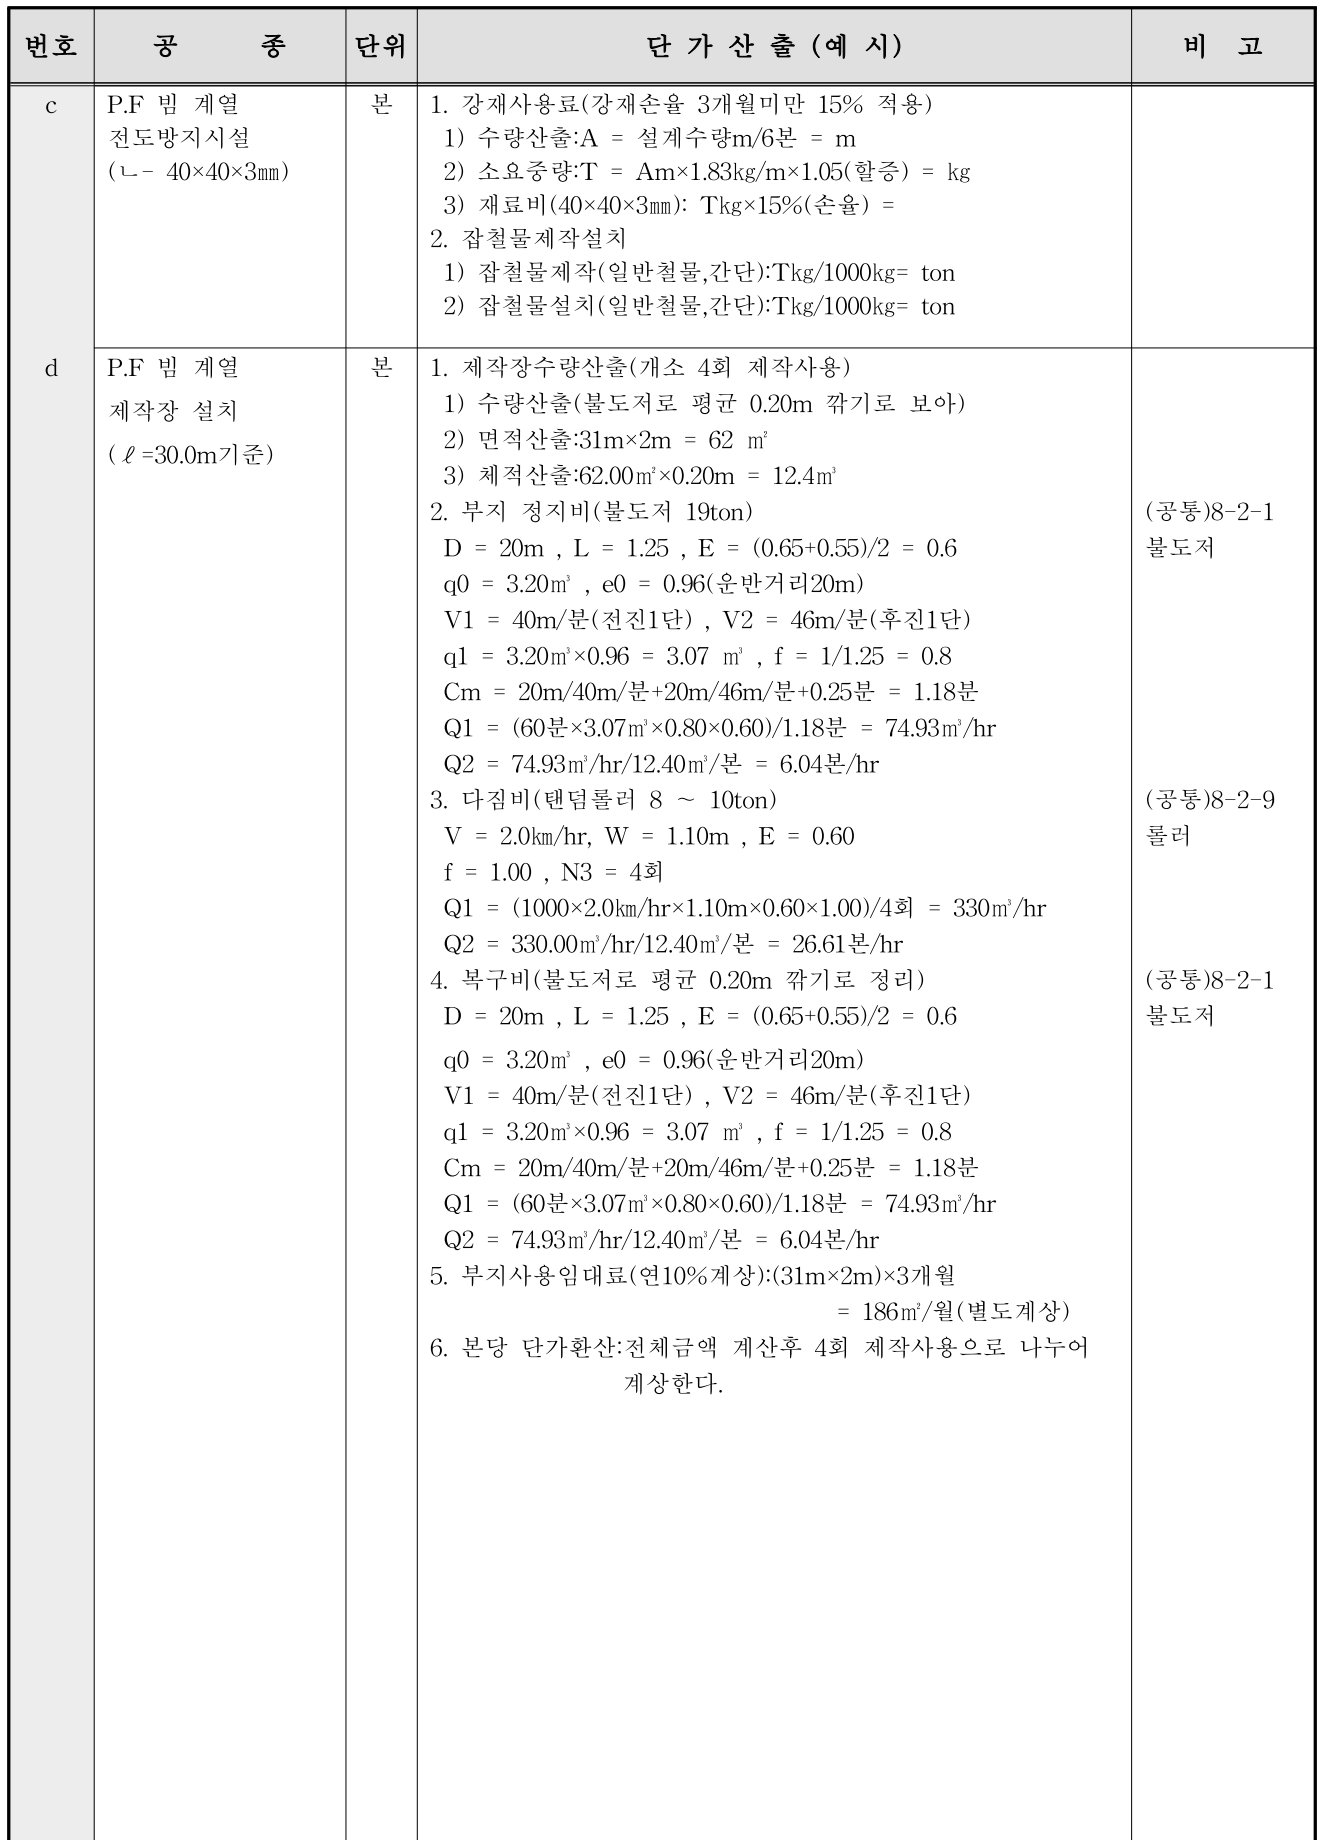 번호 공 종 단위 단 가 산 출 (예 시) 비 고
c P.F 빔 계열 본 1. 강재사용료(강재손율 3개월미만 15% 적용)
전도방지시설 1) 수량산출:A = 설계수량m/6본 = m
(ㄴ- 40×40×3㎜) 2) 소요중량:T = Am×1.83kg/m×1.05(할증) = kg
3) 재료비(40×40×3㎜): Tkg×15%(손율) =
2. 잡철물제작설치
1) 잡철물제작(일반철물,간단):Tkg/1000kg= ton
2) 잡철물설치(일반철물,간단):Tkg/1000kg= ton
d P.F 빔 계열 본 1. 제작장수량산출(개소 4회 제작사용)
제작장 설치 1) 수량산출(불도저로 평균 0.20m 깎기로 보아)
(ℓ=30.0m기준) 2) 면적산출:31m×2m = 62 ㎡
3) 체적산출:62.00㎡×0.20m = 12.4㎥
2. 부지 정지비(불도저 19ton) (공통)8-2-1
D = 20m , L = 1.25 , E = (0.65+0.55)/2 = 0.6 불도저
q0 = 3.20㎥ , e0 = 0.96(운반거리20m)
V1 = 40m/분(전진1단) , V2 = 46m/분(후진1단)
q1 = 3.20㎥×0.96 = 3.07 ㎥ , f = 1/1.25 = 0.8
Cm = 20m/40m/분+20m/46m/분+0.25분 = 1.18분
Q1 = (60분×3.07㎥×0.80×0.60)/1.18분 = 74.93㎥/hr
Q2 = 74.93㎥/hr/12.40㎥/본 = 6.04본/hr
3. 다짐비(탠덤롤러 8 ~ 10ton) (공통)8-2-9
V = 2.0㎞/hr, W = 1.10m , E = 0.60 롤러
f = 1.00 , N3 = 4회
Q1 = (1000×2.0㎞/hr×1.10m×0.60×1.00)/4회 = 330㎥/hr
Q2 = 330.00㎥/hr/12.40㎥/본 = 26.61본/hr
4. 복구비(불도저로 평균 0.20m 깎기로 정리) (공통)8-2-1
D = 20m , L = 1.25 , E = (0.65+0.55)/2 = 0.6 불도저
q0 = 3.20㎥ , e0 = 0.96(운반거리20m)
V1 = 40m/분(전진1단) , V2 = 46m/분(후진1단)
q1 = 3.20㎥×0.96 = 3.07 ㎥ , f = 1/1.25 = 0.8
Cm = 20m/40m/분+20m/46m/분+0.25분 = 1.18분
Q1 = (60분×3.07㎥×0.80×0.60)/1.18분 = 74.93㎥/hr
Q2 = 74.93㎥/hr/12.40㎥/본 = 6.04본/hr
5. 부지사용임대료(연10%계상):(31m×2m)×3개월
= 186㎡/월(별도계상)
6. 본당 단가환산:전체금액 계산후 4회 제작사용으로 나누어
계상한다.